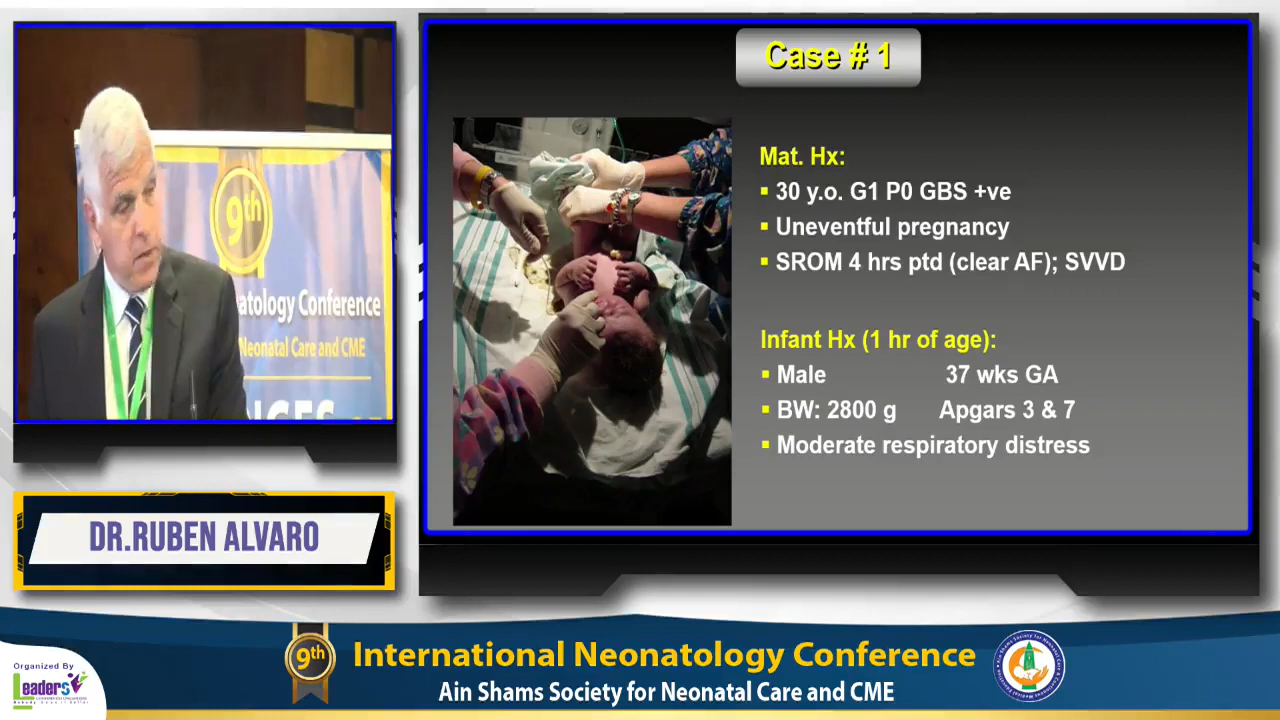 Case # 1
Mat. Hx:
▪ 30 y.o. G1 P0 GBS +ve
▪ Uneventful pregnancy
▪ SROM 4 hrs ptd (clear AF); SVVD
Infant Hx (1 hr of age):
▪ Male 37 wks GA
▪ BW: 2800 g Apgars 3 & 7
▪ Moderate respiratory distress
9th
natology Conference
Neonatal Care and CME
DR.RUBEN ALVARO
Organized By
Leaders
9th
International Neonatology Conference
Ain Shams Society for Neonatal Care and CME